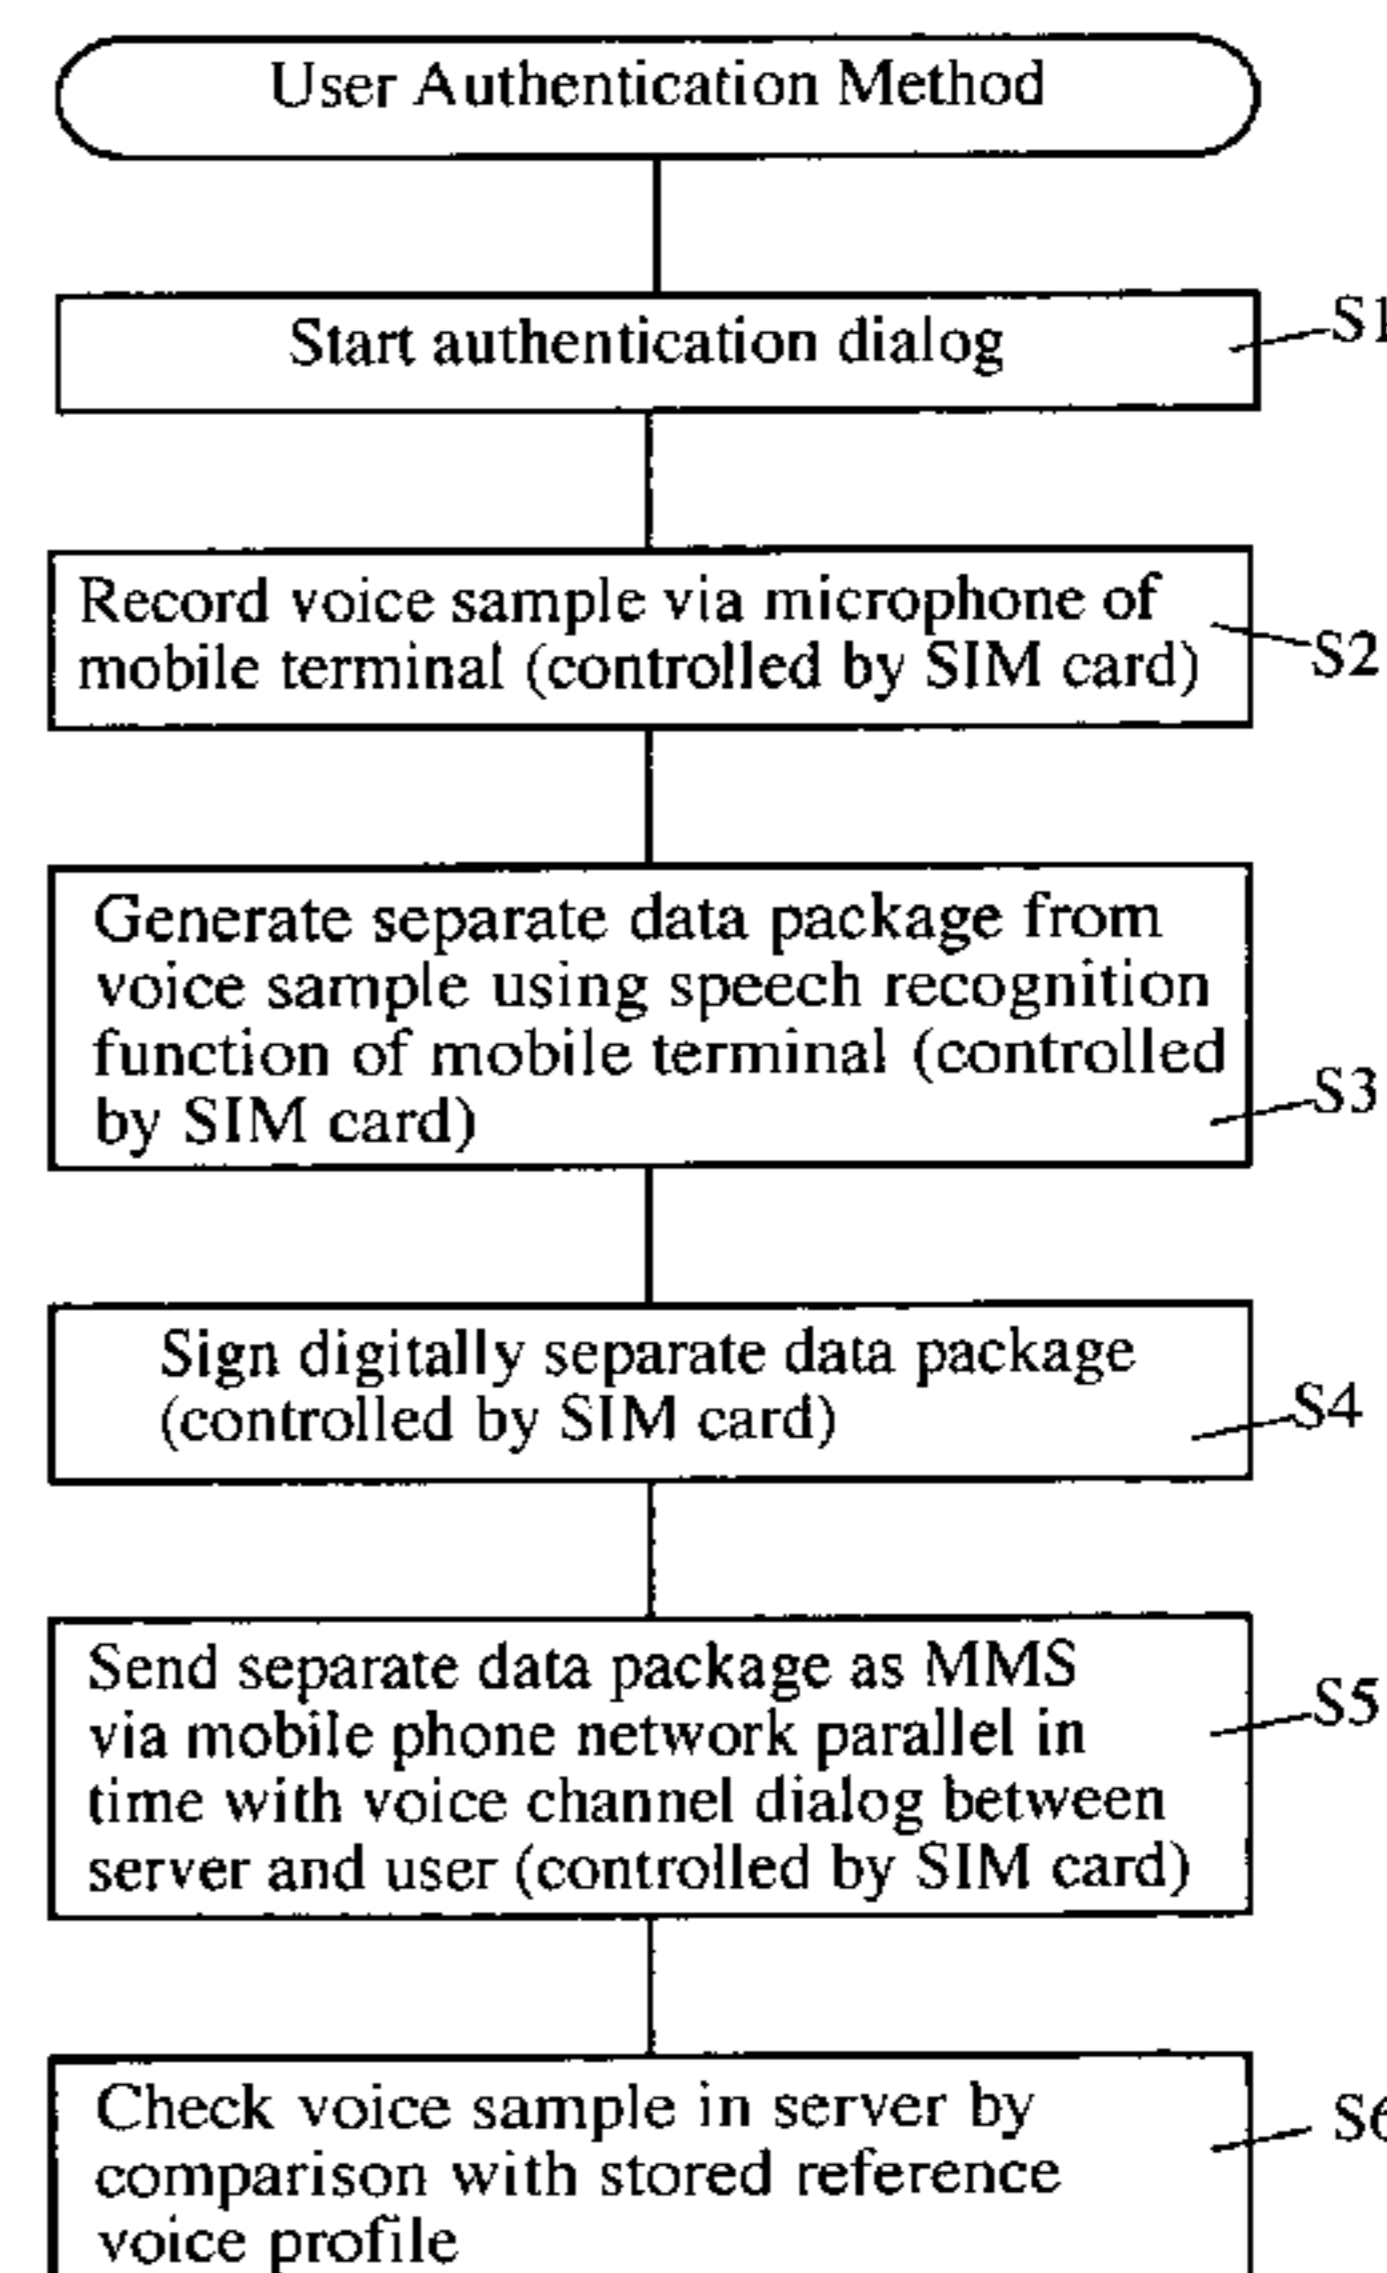 User Authentication Method
Start authentication dialog
S1
Record voice sample via microphone of
mobile terminal (controlled by SIM card)
S2
Generate separate data package from
voice sample using speech recognition
function of mobile terminal (controlled
by SIM card)
S3
Sign digitally separate data package
(controlled by SIM card)
S4
Send separate data package as MMS
via mobile phone network parallel in
time with voice channel dialog between
server and user (controlled by SIM card)
S5
Check voice sample in server by
comparison with stored reference
voice profile
S6